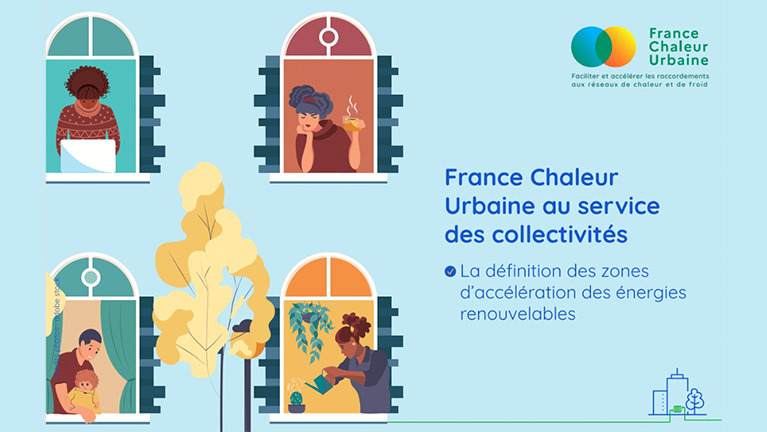 France
Chaleur
Urbaine
Faciliter et accélérer les raccordements
aux réseaux de chaleur et de froid
France Chaleur
Urbaine au service
des collectivités
La définition des zones
d'accélération des énergies
renouvelables